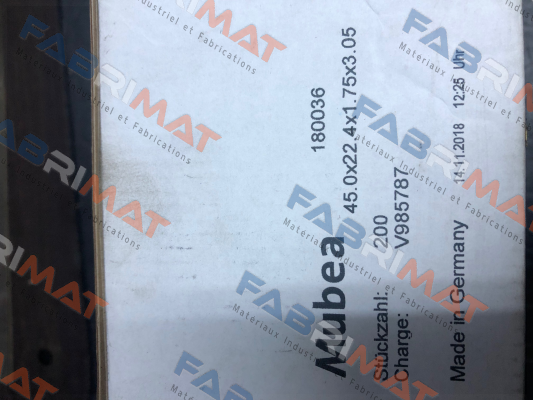 180036
Mubea 45.0x22.4x1.75x3.05
Stückzahl: 200
Charge: V985787
Made in Germany 14.11.2018 12:25 Uhr
FABRIMAT
Materiaux Industriel et Fabrications